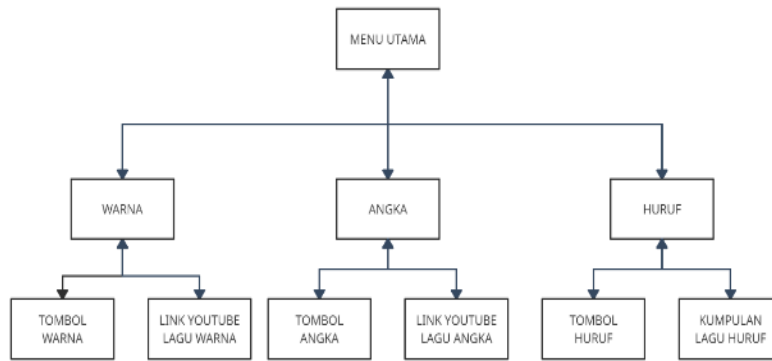 MENU UTAMA
WARNA
ANGKA
HURUF
TOMBOL
WARNA
LINK YOUTUBE
LAGU WARNA
TOMBOL
ANGKA
LINK YOUTUBE
LAGU ANGKA
TOMBOL
HURUF
KUMPULAN
LAGU HURUF